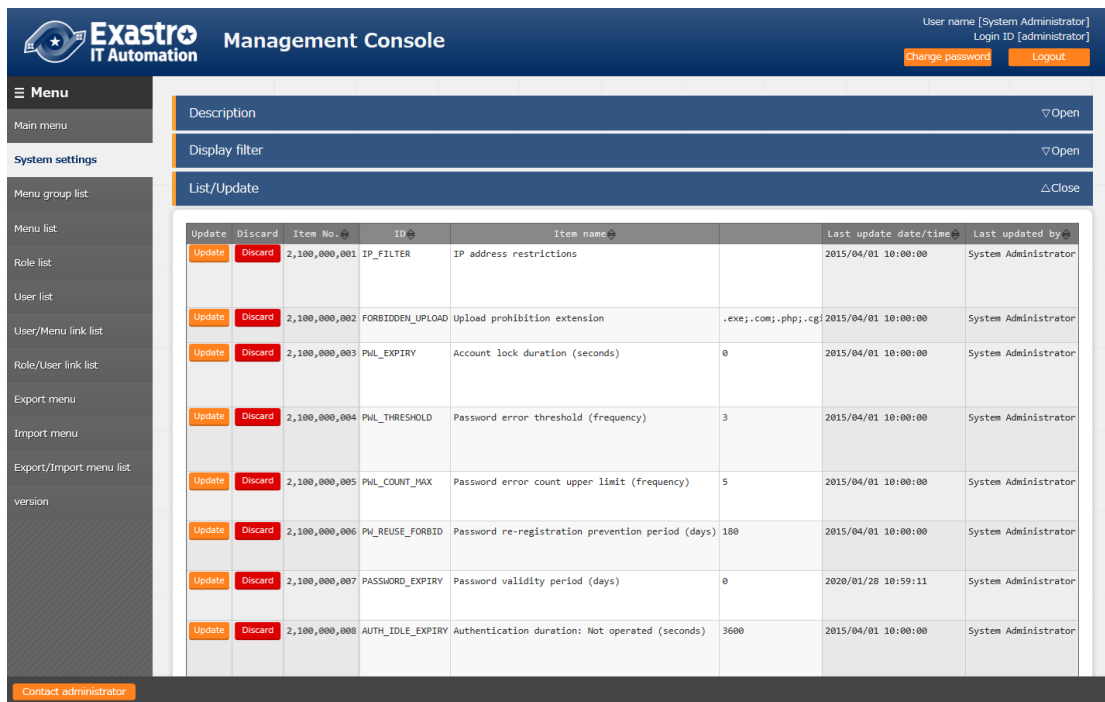 Exastro
IT Automation
Management Console
User name [System Administrator]
Login ID [administrator]
Change password Logout
☰ Menu
Main menu
System settings
Menu group list
Menu list
Role list
User list
User/Menu link list
Role/User link list
Export menu
Import menu
Export/Import menu list
version
Description ▽Open
Display filter ▽Open
List/Update △Close
Update Discard Item No. ID Item name Last update date/time Last updated by
Update Discard 2,100,000,001 IP_FILTER IP address restrictions 2015/04/01 10:00:00 System Administrator
Update Discard 2,100,000,002 FORBIDDEN_UPLOAD Upload prohibition extension .exe;.com;.php;.cgi 2015/04/01 10:00:00 System Administrator
Update Discard 2,100,000,003 PWL_EXPIRY Account lock duration (seconds) 0 2015/04/01 10:00:00 System Administrator
Update Discard 2,100,000,004 PWL_THRESHOLD Password error threshold (frequency) 3 2015/04/01 10:00:00 System Administrator
Update Discard 2,100,000,005 PWL_COUNT_MAX Password error count upper limit (frequency) 5 2015/04/01 10:00:00 System Administrator
Update Discard 2,100,000,006 PW_REUSE_FORBID Password re-registration prevention period (days) 180 2015/04/01 10:00:00 System Administrator
Update Discard 2,100,000,007 PASSWORD_EXPIRY Password validity period (days) 0 2020/01/28 10:59:11 System Administrator
Update Discard 2,100,000,008 AUTH_IDLE_EXPIRY Authentication duration: Not operated (seconds) 3600 2015/04/01 10:00:00 System Administrator
Contact administrator